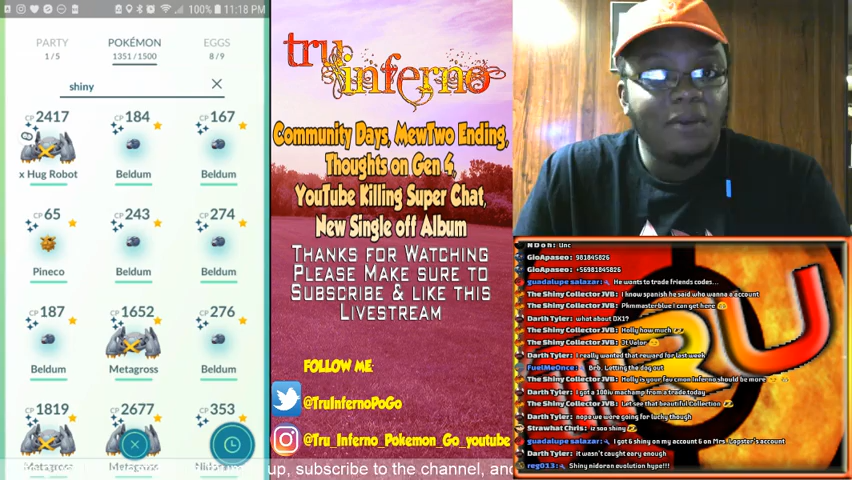 100% 11:18 PM
PARTY
1/5
POKÉMON
1351 / 1500
EGGS
8/9
shiny
CP 2417
CP 184
CP 167
x Hug Robot
Beldum
Beldum
CP 65
CP 243
CP 274
Pineco
Beldum
Beldum
CP 187
CP 1652
CP 276
Beldum
Metagross
Beldum
CP 1819
CP 2677
CP 353
Metagross
Metagross
tru
inferno
Community Days, MewTwo Ending,
Thoughts on Gen 4,
YouTube Killing Super Chat,
New Single off Album
THANKS FOR WATCHING
PLEASE MAKE SURE TO
SUBSCRIBE & LIKE THIS
LIVESTREAM
FOLLOW ME:
@TruInfernoPoGo
@Tru_Inferno_Pokemon_Go_youtube
up, subscribe to the channel, and
NDoh: Unc
GioApaseo: 981845826
GioApaseo: +56981845826
guadalupe salazar: He wants to trade friends codes...
The Shiny Collector JVB: I know spanish he said who wanna a account
The Shiny Collector JVB: Pkmmasterblue I can get here
Darth Tyler: what about DX1?
The Shiny Collector JVB: Holly how much
The Shiny Collector JVB: Jt Valor
Darth Tyler: I really wanted that reward for last week
FuelMeOnce: Brb. Letting the dog out
The Shiny Collector JVB: Holly is your fav cmon Inferno should be more
Darth Tyler: I got a 100iv machamp from a trade today
The Shiny Collector JVB: Let see that beautiful Collection
Darth Tyler: nope we were going for lucky though
Strawhat Chris: iz soo shiny
guadalupe salazar: I got 6 shiny on my account 6 on Mrs. Gapster's account
Darth Tyler: it wasn't caught early enough
reg013: Shiny nidoran evolution hype!!!
RU